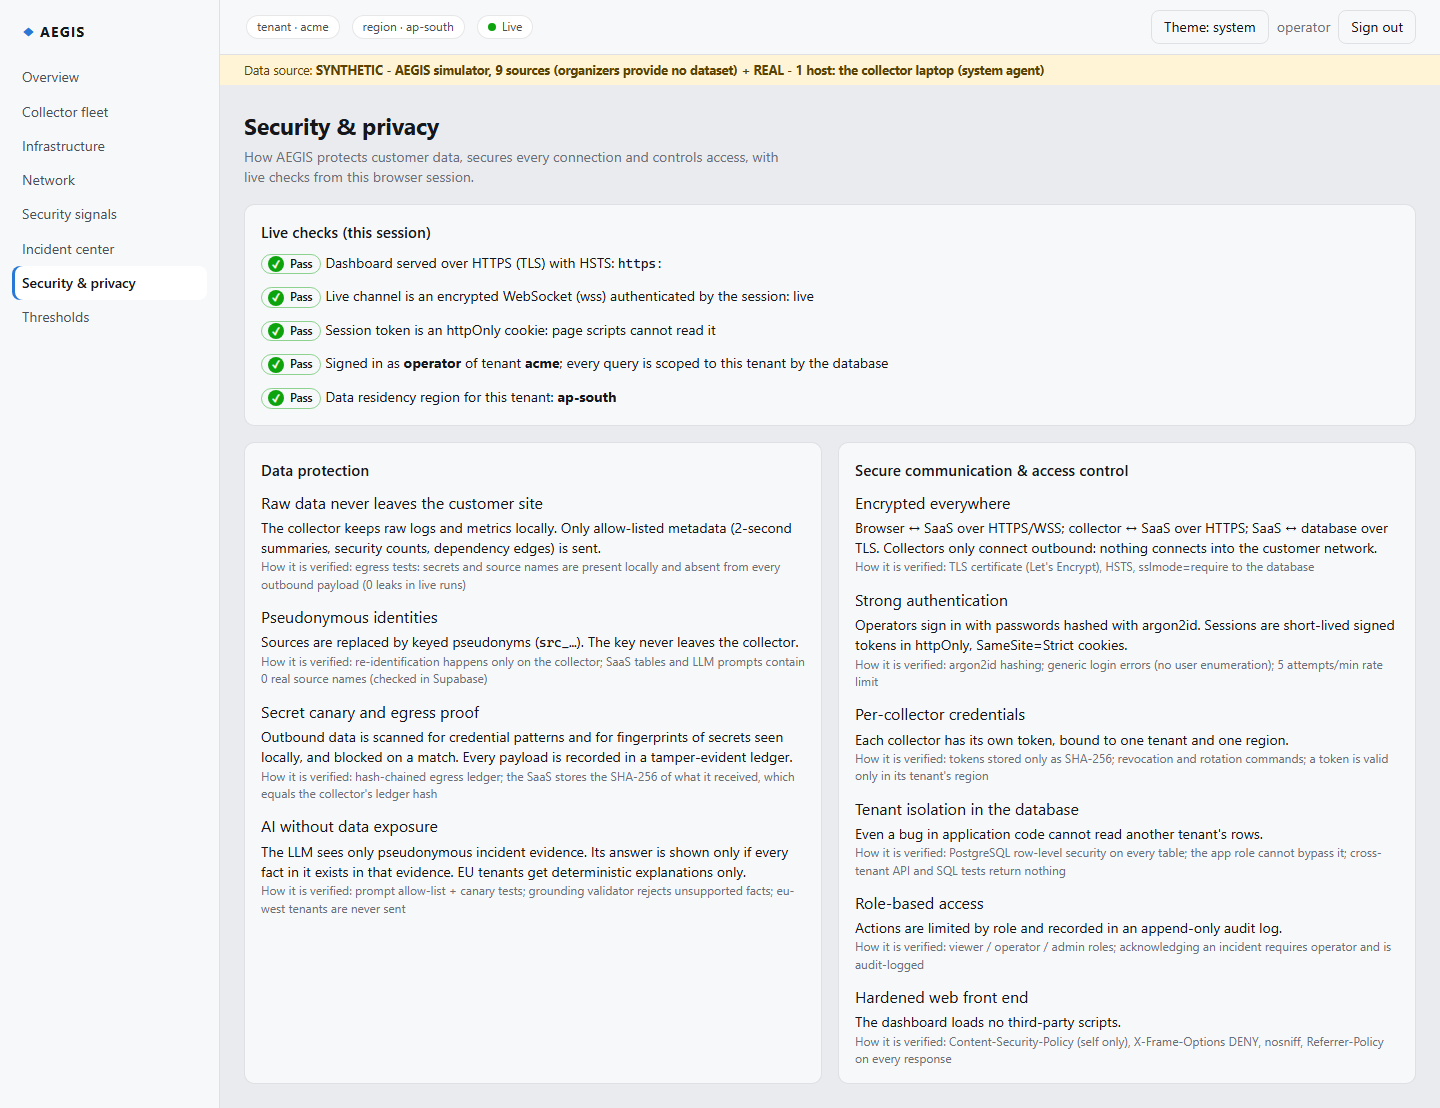 AEGIS
Overview
Collector fleet
Infrastructure
Network
Security signals
Incident center
Security & privacy
Thresholds
tenant · acme
region · ap-south
Live
Theme: system
operator
Sign out
Data source: SYNTHETIC - AEGIS simulator, 9 sources (organizers provide no dataset) + REAL - 1 host: the collector laptop (system agent)
Security & privacy
How AEGIS protects customer data, secures every connection and controls access, with
live checks from this browser session.
Live checks (this session)
Pass Dashboard served over HTTPS (TLS) with HSTS: https:
Pass Live channel is an encrypted WebSocket (wss) authenticated by the session: live
Pass Session token is an httpOnly cookie: page scripts cannot read it
Pass Signed in as operator of tenant acme; every query is scoped to this tenant by the database
Pass Data residency region for this tenant: ap-south
Data protection
Raw data never leaves the customer site
The collector keeps raw logs and metrics locally. Only allow-listed metadata (2-second
summaries, security counts, dependency edges) is sent.
How it is verified: egress tests: secrets and source names are present locally and absent from every
outbound payload (0 leaks in live runs)
Pseudonymous identities
Sources are replaced by keyed pseudonyms (src_…). The key never leaves the collector.
How it is verified: re-identification happens only on the collector; SaaS tables and LLM prompts contain
0 real source names (checked in Supabase)
Secret canary and egress proof
Outbound data is scanned for credential patterns and for fingerprints of secrets seen
locally, and blocked on a match. Every payload is recorded in a tamper-evident ledger.
How it is verified: hash-chained egress ledger; the SaaS stores the SHA-256 of what it received, which
equals the collector's ledger hash
AI without data exposure
The LLM sees only pseudonymous incident evidence. Its answer is shown only if every
fact in it exists in that evidence. EU tenants get deterministic explanations only.
How it is verified: prompt allow-list + canary tests; grounding validator rejects unsupported facts; eu-
west tenants are never sent
Secure communication & access control
Encrypted everywhere
Browser ↔ SaaS over HTTPS/WSS; collector ↔ SaaS over HTTPS; SaaS ↔ database over
TLS. Collectors only connect outbound: nothing connects into the customer network.
How it is verified: TLS certificate (Let's Encrypt), HSTS, sslmode=require to the database
Strong authentication
Operators sign in with passwords hashed with argon2id. Sessions are short-lived signed
tokens in httpOnly, SameSite=Strict cookies.
How it is verified: argon2id hashing; generic login errors (no user enumeration); 5 attempts/min rate
limit
Per-collector credentials
Each collector has its own token, bound to one tenant and one region.
How it is verified: tokens stored only as SHA-256; revocation and rotation commands; a token is valid
only in its tenant's region
Tenant isolation in the database
Even a bug in application code cannot read another tenant's rows.
How it is verified: PostgreSQL row-level security on every table; the app role cannot bypass it; cross-
tenant API and SQL tests return nothing
Role-based access
Actions are limited by role and recorded in an append-only audit log.
How it is verified: viewer / operator / admin roles; acknowledging an incident requires operator and is
audit-logged
Hardened web front end
The dashboard loads no third-party scripts.
How it is verified: Content-Security-Policy (self only), X-Frame-Options DENY, nosniff, Referrer-Policy
on every response